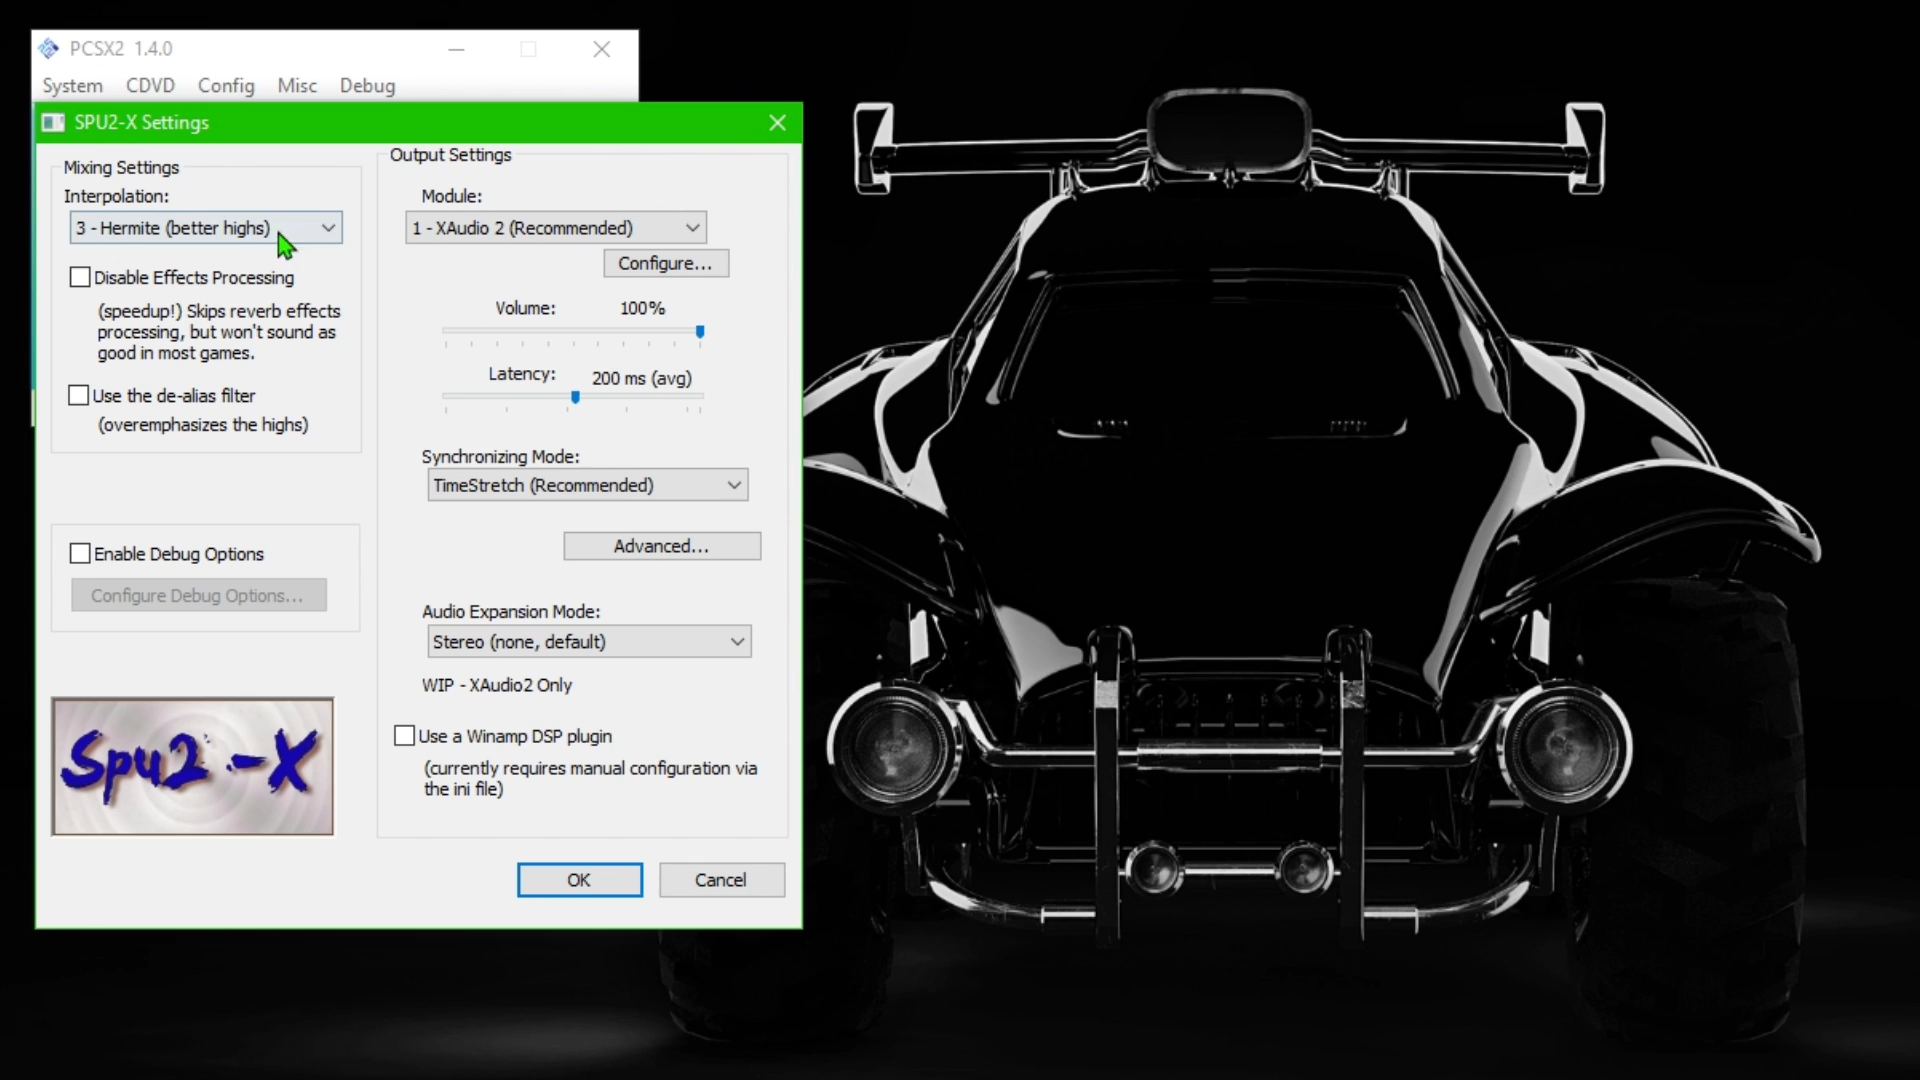 PCSX2 1.4.0
System CDVD Config Misc Debug
SPU2-X Settings
Mixing Settings
Interpolation:
3 - Hermite (better highs)
Disable Effects Processing
(speedup!) Skips reverb effects
processing, but won't sound as
good in most games.
Use the de-alias filter
(overemphasizes the highs)
Enable Debug Options
Configure Debug Options...
Spu2-X
Output Settings
Module:
1 - XAudio 2 (Recommended)
Configure...
Volume: 100%
Latency: 200 ms (avg)
Synchronizing Mode:
TimeStretch (Recommended)
Advanced...
Audio Expansion Mode:
Stereo (none, default)
WIP - XAudio2 Only
Use a Winamp DSP plugin
(currently requires manual configuration via
the ini file)
OK Cancel